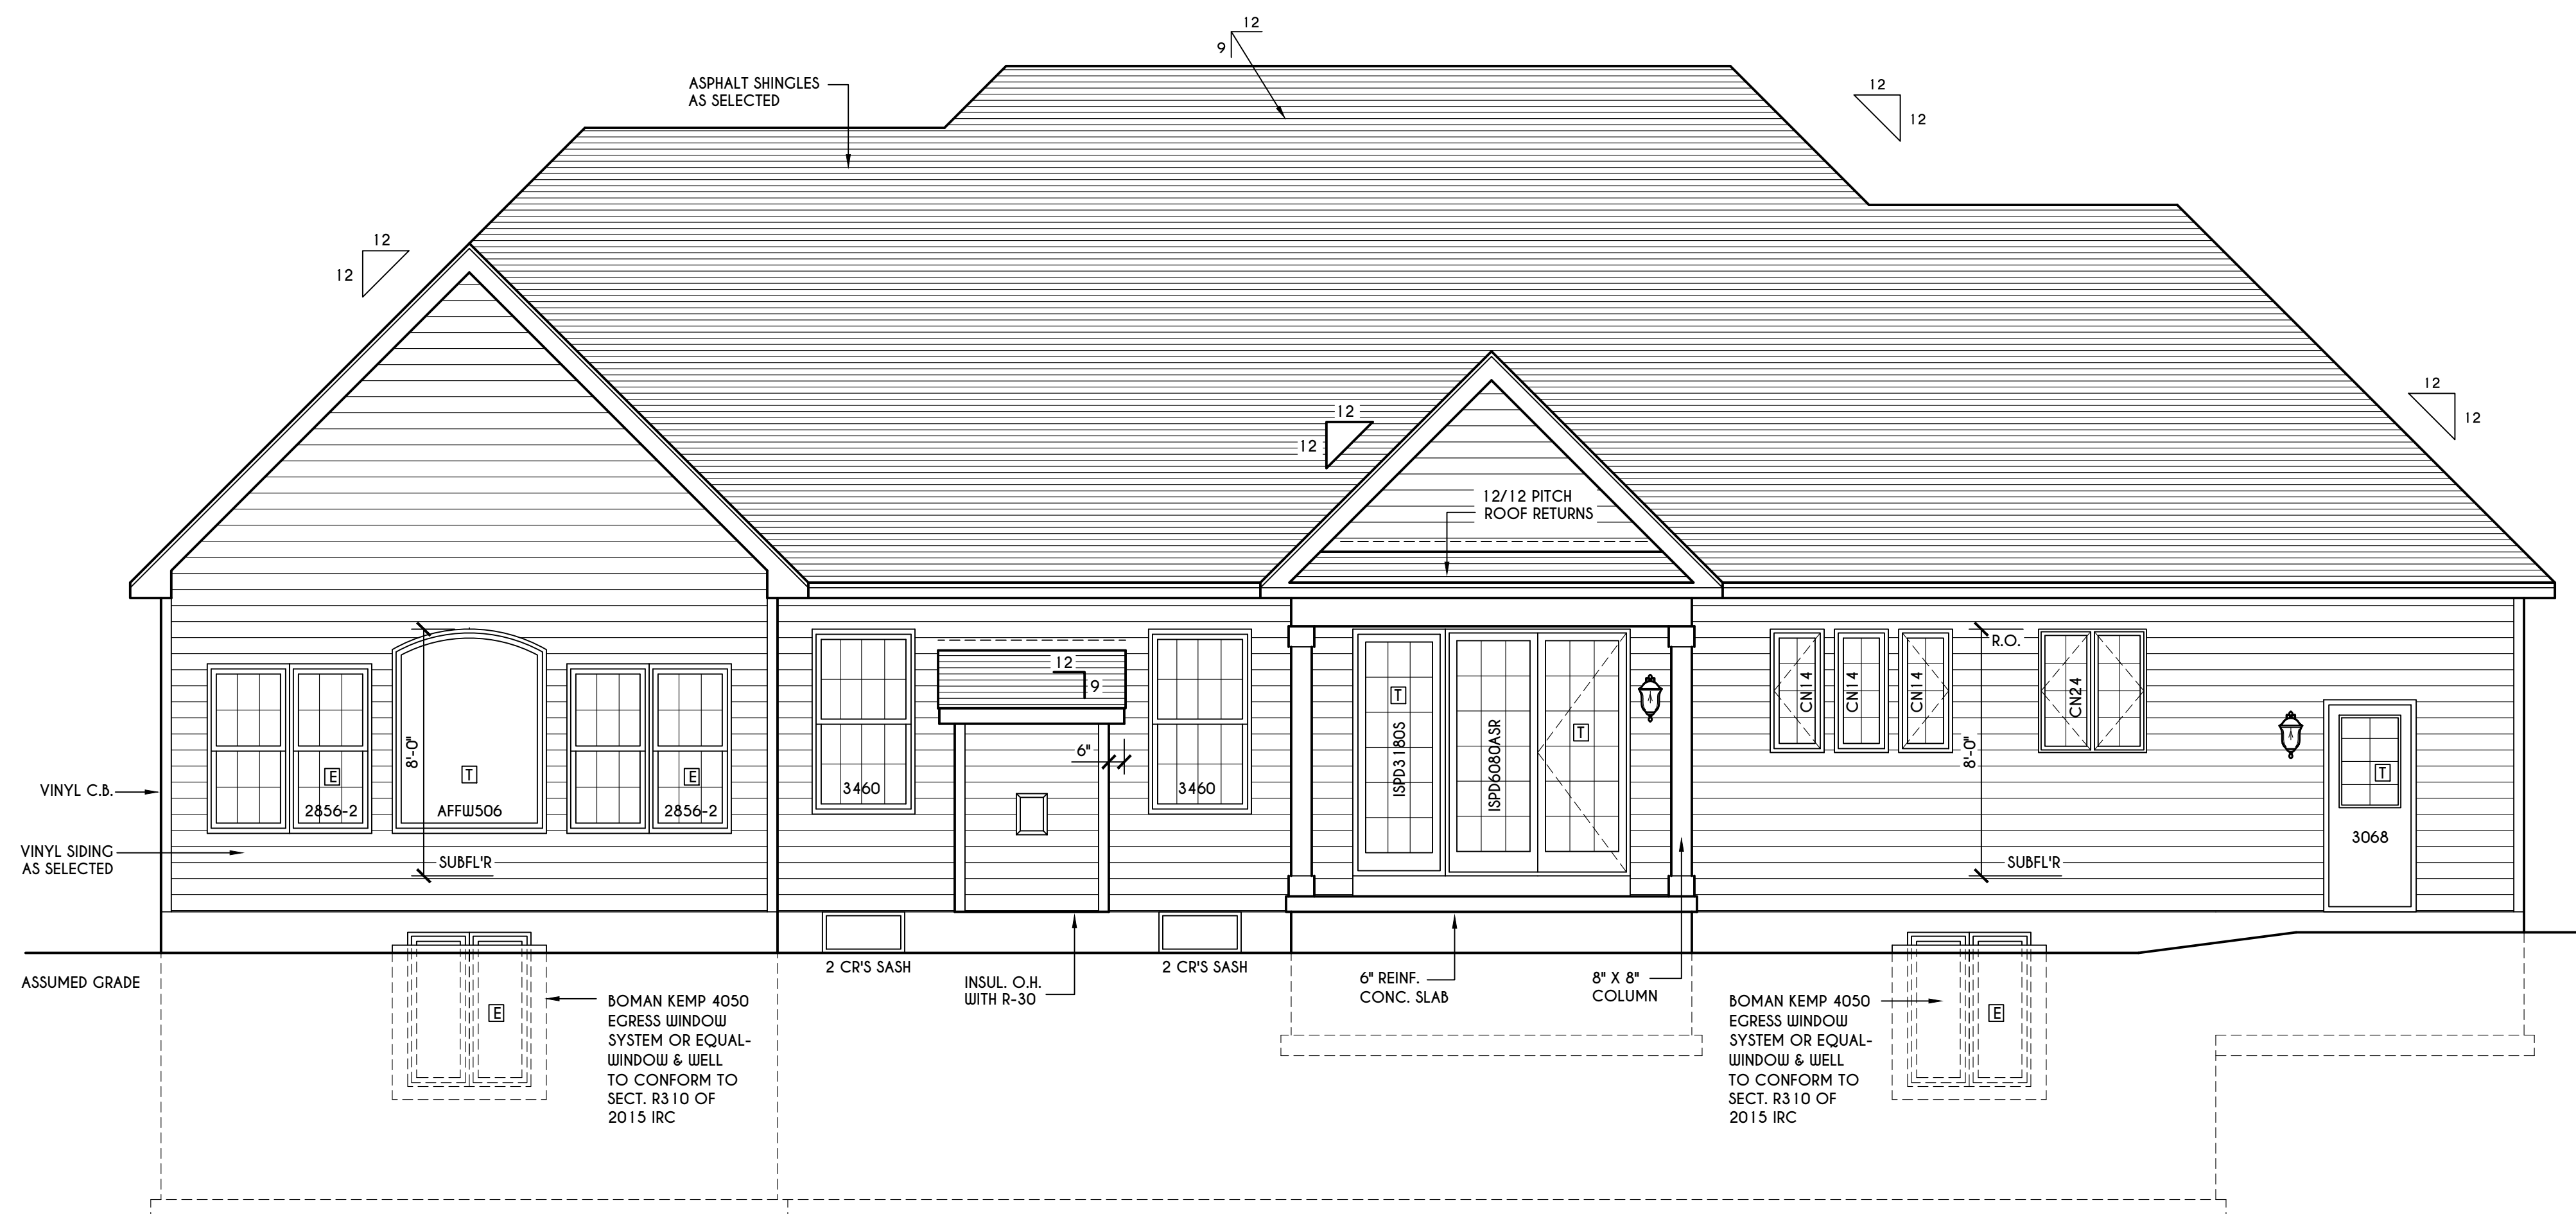 12
9
ASPHALT SHINGLES
AS SELECTED
12
12
12
12
12
12
12
12
12/12 PITCH
ROOF RETURNS
R.O.
12
9
8'-0"
T
E
2856-2
AFFW506
E
2856-2
3460
6"
3460
T
ISPD3180S
ISPD6080ASR
T
CN14
CN14
CN14
8'-0"
CN24
T
3068
VINYL C.B.
VINYL SIDING
AS SELECTED
SUBFL'R
SUBFL'R
ASSUMED GRADE
2 CR'S SASH
INSUL. O.H.
WITH R-30
2 CR'S SASH
6" REINF.
CONC. SLAB
8" X 8"
COLUMN
E
BOMAN KEMP 4050
EGRESS WINDOW
SYSTEM OR EQUAL-
WINDOW & WELL
TO CONFORM TO
SECT. R310 OF
2015 IRC
BOMAN KEMP 4050
EGRESS WINDOW
SYSTEM OR EQUAL-
WINDOW & WELL
TO CONFORM TO
SECT. R310 OF
2015 IRC
E